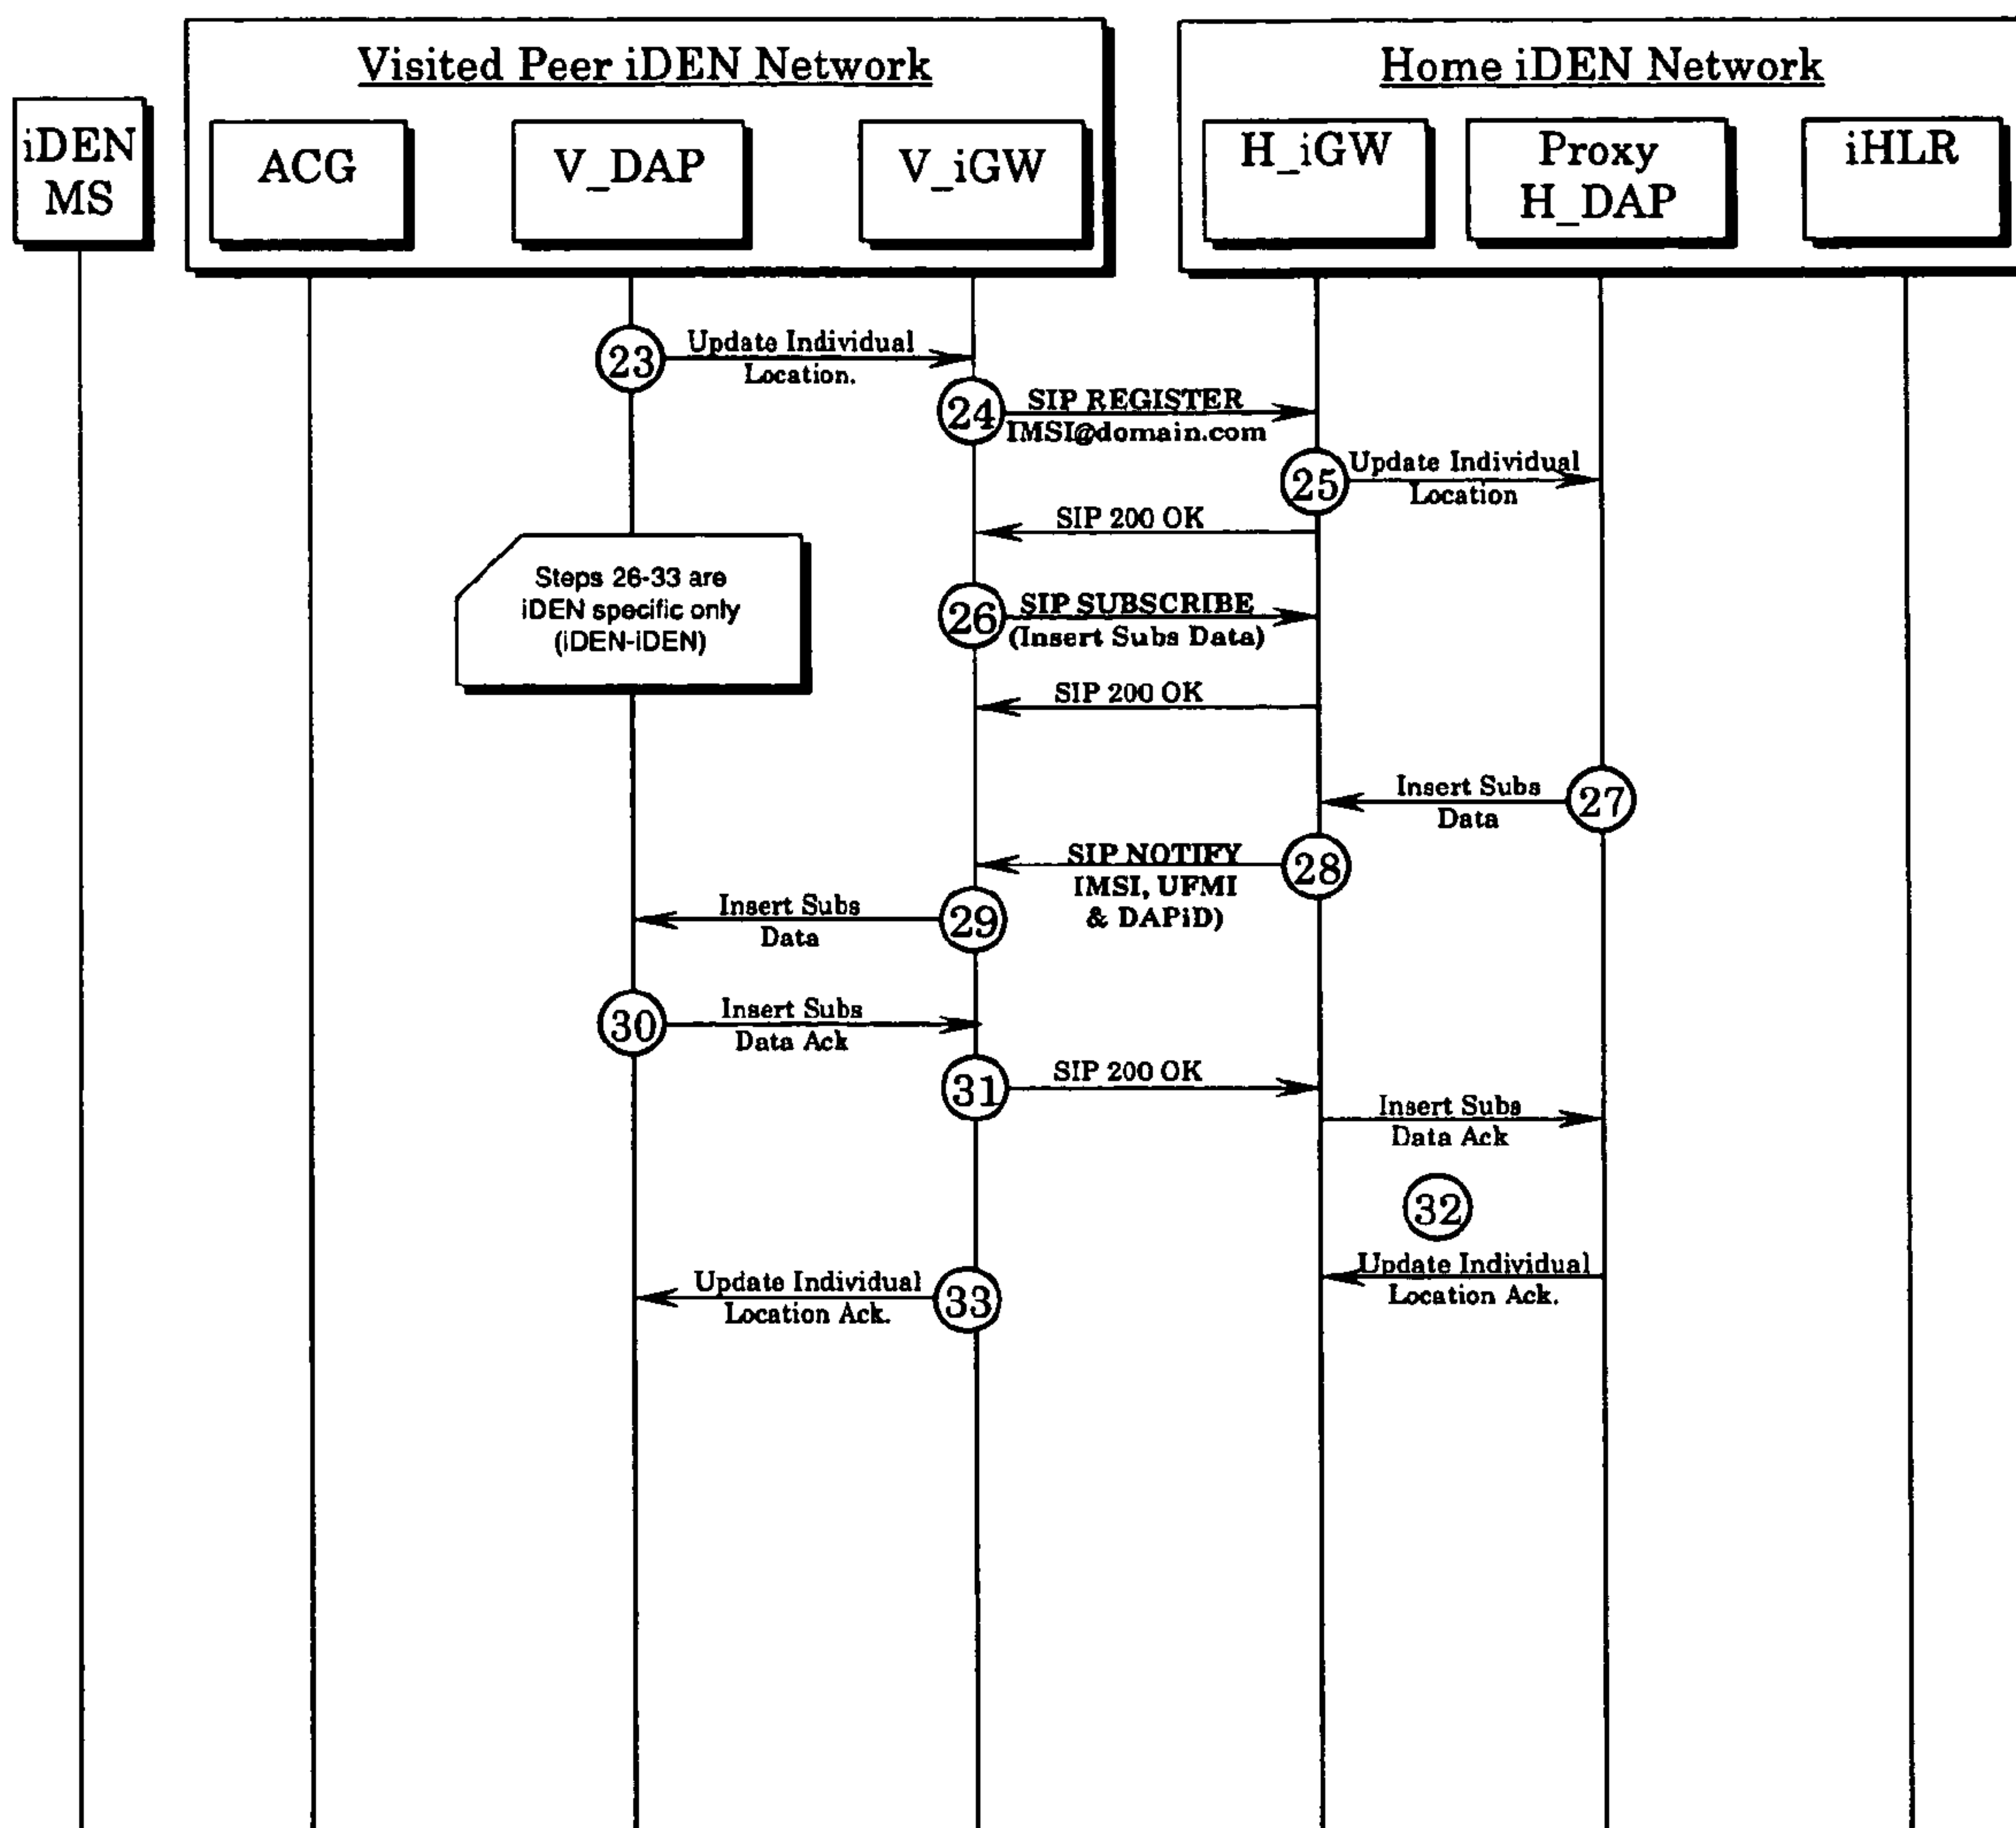 Visited Peer iDEN Network
Home iDEN Network
iDEN
MS
ACG
V_DAP
V_iGW
H_iGW
Proxy
H_DAP
iHLR
23
Update Individual
Location.
24
SIP REGISTER
IMSI@domain.com
25
Update Individual
Location
SIP 200 OK
Steps 26-33 are
iDEN specific only
(iDEN-iDEN)
26
SIP SUBSCRIBE
(Insert Subs Data)
SIP 200 OK
27
Insert Subs
Data
28
SIP NOTIFY
IMSI, UFMI
& DAPiD)
29
Insert Subs
Data
30
Insert Subs
Data Ack
31
SIP 200 OK
Insert Subs
Data Ack
32
Update Individual
Location Ack.
33
Update Individual
Location Ack.